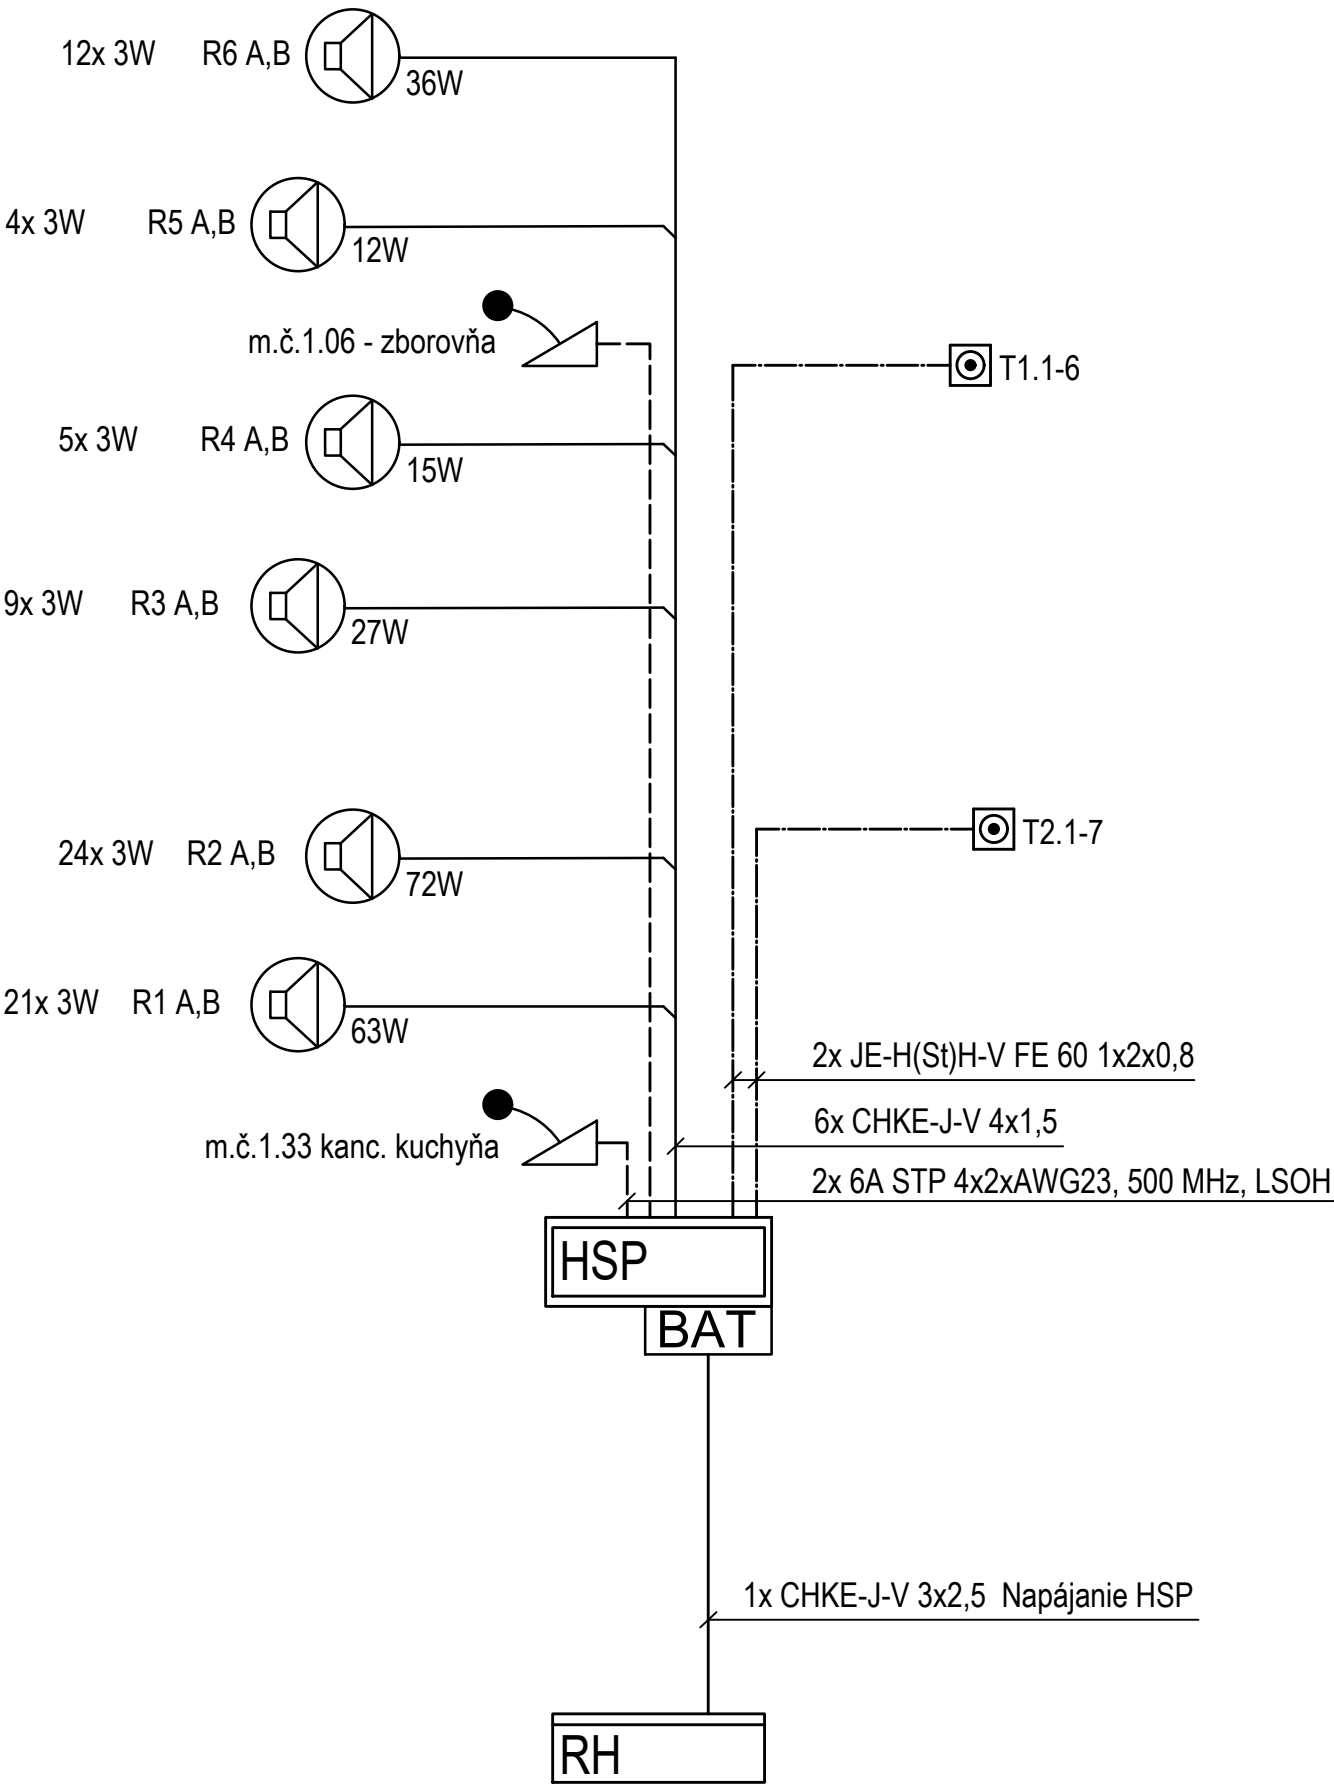 12x 3W R6 A,B
36W
4x 3W R5 A,B
12W
m.č.1.06 - zborovňa
T1.1-6
5x 3W R4 A,B
15W
9x 3W R3 A,B
27W
24x 3W R2 A,B
72W
T2.1-7
21x 3W R1 A,B
63W
2x JE-H(St)H-V FE 60 1x2x0,8
6x CHKE-J-V 4x1,5
m.č.1.33 kanc. kuchyňa
2x 6A STP 4x2xAWG23, 500 MHz, LSOH
HSP
BAT
1x CHKE-J-V 3x2,5 Napájanie HSP
RH